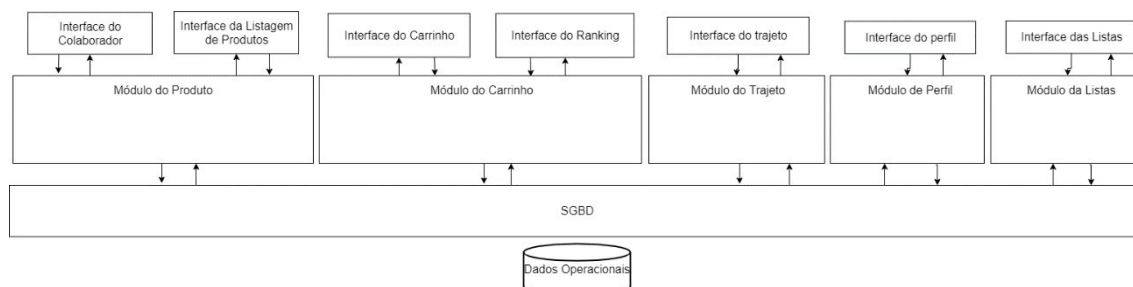 Interface do
Colaborador
Interface da Listagem
de Produtos
Interface do Carrinho
Interface do Ranking
Interface do trajeto
Interface do perfil
Interface das Listas
Módulo do Produto
Módulo do Carrinho
Módulo do Trajeto
Módulo de Perfil
Módulo da Listas
SGBD
Dados Operacionais